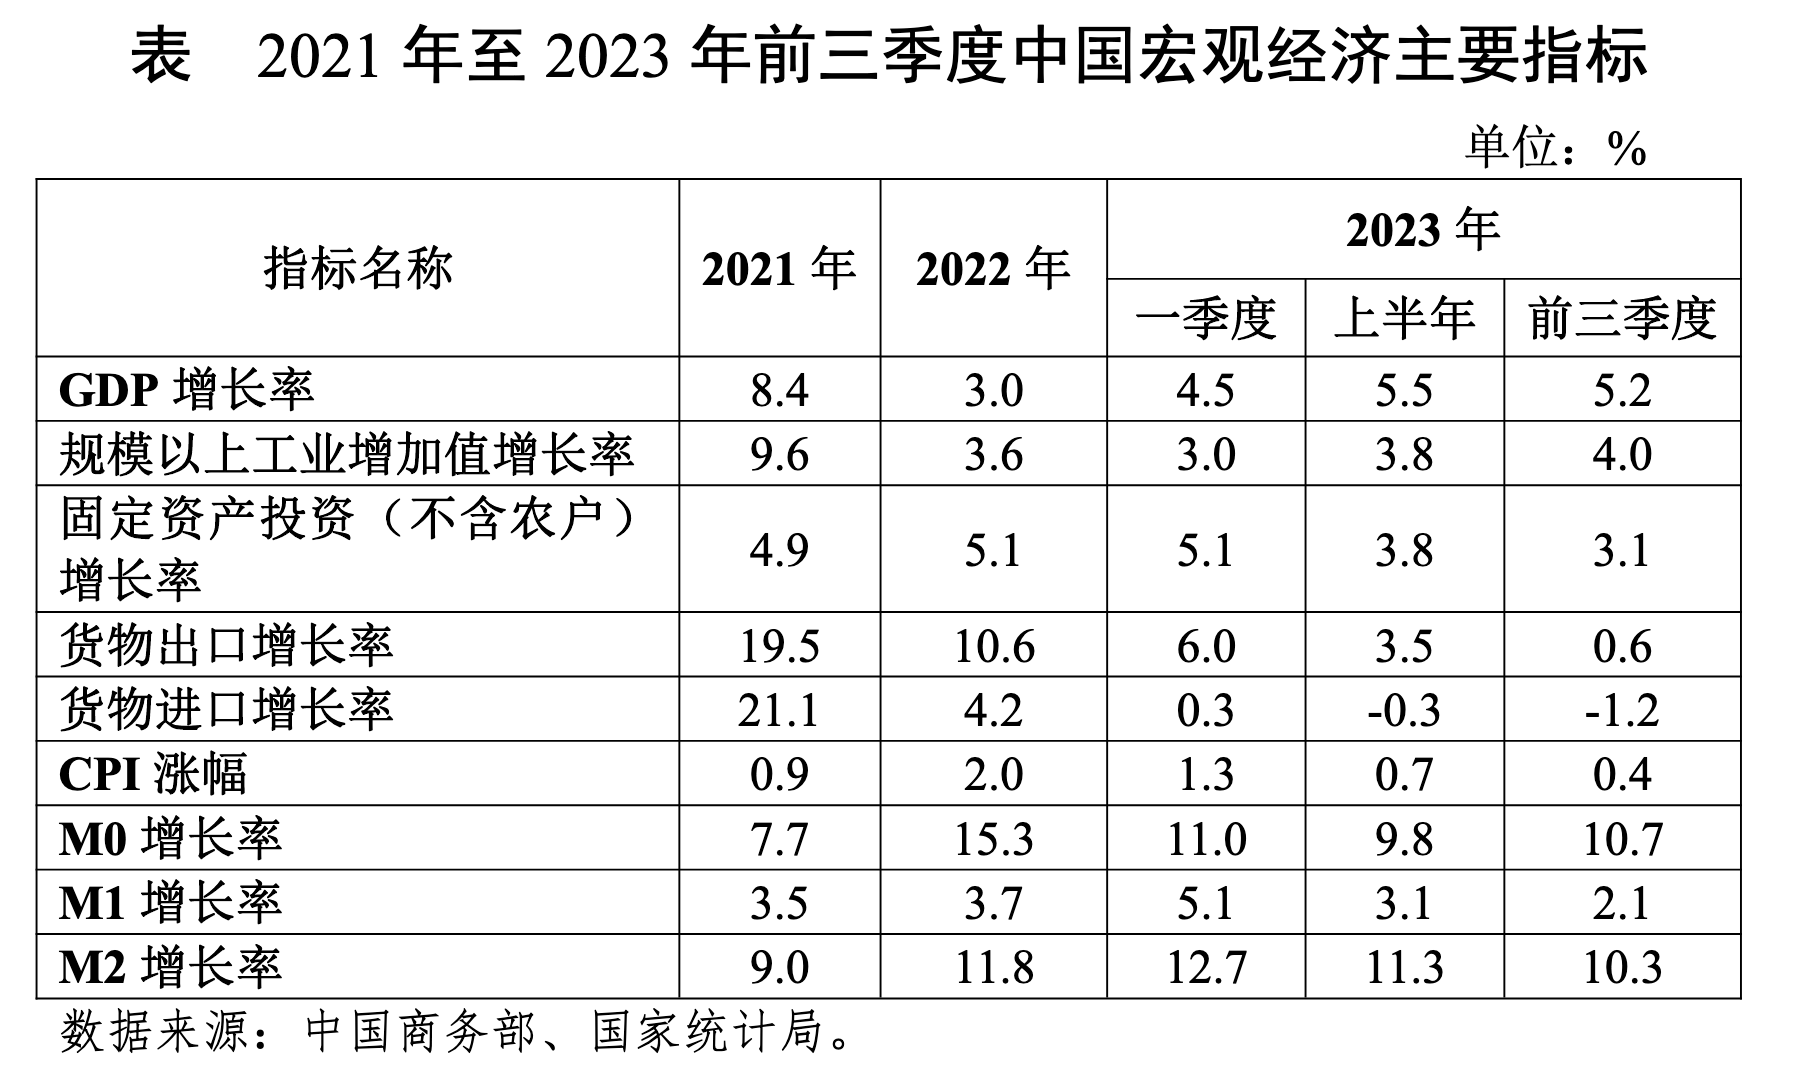 表 2021 年至 2023 年前三季度中国宏观经济主要指标
单位：%
指标名称 2021 年 2022 年 2023 年
一季度 上半年 前三季度
GDP 增长率 8.4 3.0 4.5 5.5 5.2
规模以上工业增加值增长率 9.6 3.6 3.0 3.8 4.0
固定资产投资（不含农户）
增长率 4.9 5.1 5.1 3.8 3.1
货物出口增长率 19.5 10.6 6.0 3.5 0.6
货物进口增长率 21.1 4.2 0.3 -0.3 -1.2
CPI 涨幅 0.9 2.0 1.3 0.7 0.4
M0 增长率 7.7 15.3 11.0 9.8 10.7
M1 增长率 3.5 3.7 5.1 3.1 2.1
M2 增长率 9.0 11.8 12.7 11.3 10.3
数据来源：中国商务部、国家统计局。